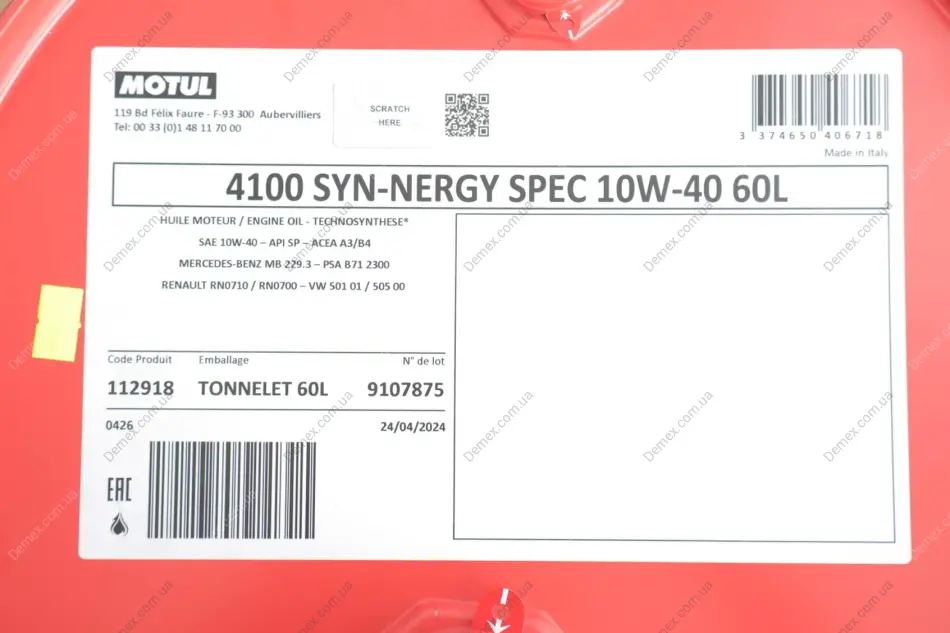 MOTUL
119 Bd Félix Faure - F-93 300 Aubervilliers
Tel: 00 33 (0)1 48 11 70 00
SCRATCH
HERE
3 374650 406718
Made in Italy
4100 SYN-NERGY SPEC 10W-40 60L
HUILE MOTEUR / ENGINE OIL - TECHNOSYNTHESE*
SAE 10W-40 – API SP – ACEA A3/B4
MERCEDES-BENZ MB 229.3 – PSA B71 2300
RENAULT RN0710 / RN0700 – VW 501 01 / 505 00
Code Produit Emballage N° de lot
112918 TONNELET 60L 9107875
0426 24/04/2024
EAC
Demex.com.ua